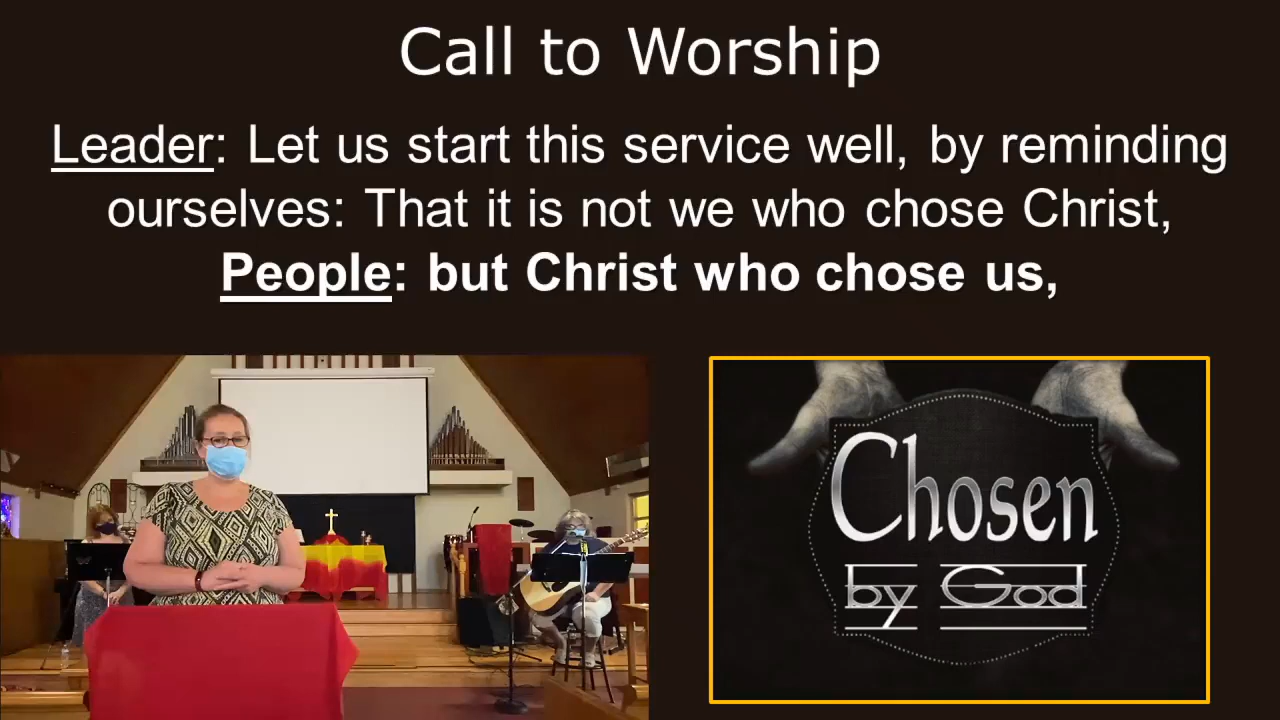 Call to Worship
Leader: Let us start this service well, by reminding
ourselves: That it is not we who chose Christ,
People: but Christ who chose us,
Chosen
by God